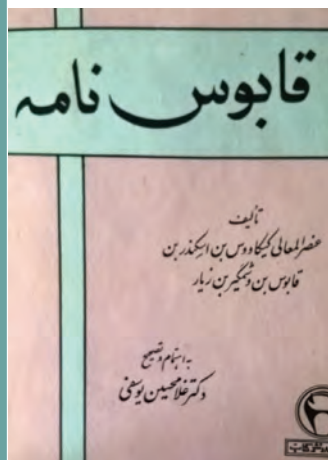 قابوس نامه
تألیف
عنصرالمعالی کیکاووس بن اسکندر بن
قابوس بن وشمگیر بن زیار
به اهتمام و تصحیح
دکتر غلامحسین یوسفی